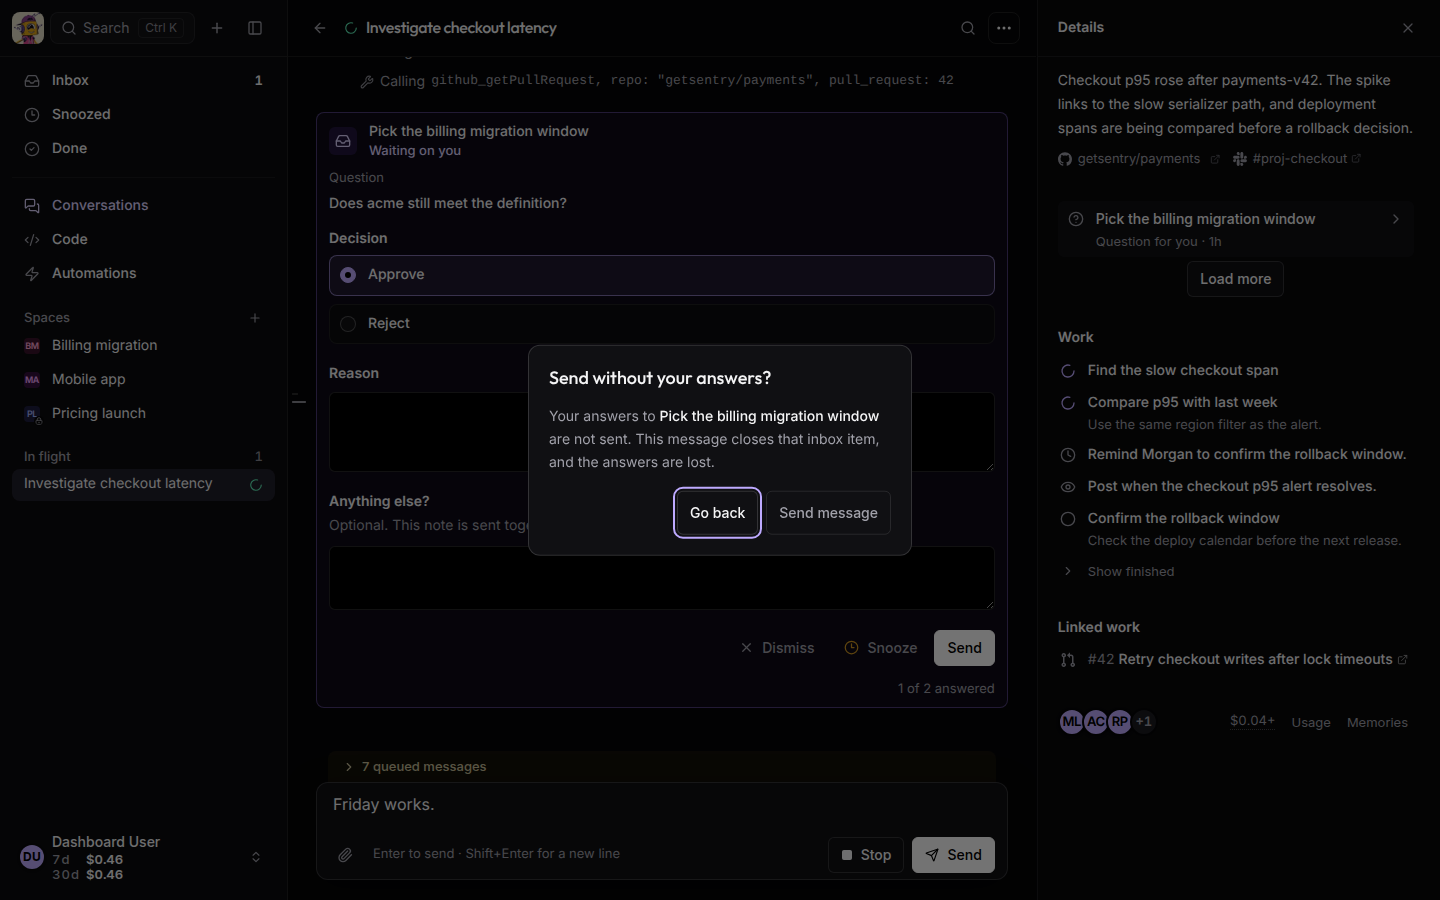 Search Ctrl K
Inbox 1
Snoozed
Done
Conversations
Code
Automations
Spaces
BM Billing migration
MA Mobile app
PL Pricing launch
In flight 1
Investigate checkout latency
DU Dashboard User
7d $0.46
30d $0.46
Investigate checkout latency
Calling github_getPullRequest, repo: "getsentry/payments", pull_request: 42
Pick the billing migration window
Waiting on you
Question
Does acme still meet the definition?
Decision
Approve
Reject
Reason
Anything else?
Optional. This note is sent toge
Dismiss Snooze Send
1 of 2 answered
7 queued messages
Friday works.
Enter to send · Shift+Enter for a new line
Stop Send
Send without your answers?
Your answers to Pick the billing migration window
are not sent. This message closes that inbox item,
and the answers are lost.
Go back Send message
Details
Checkout p95 rose after payments-v42. The spike
links to the slow serializer path, and deployment
spans are being compared before a rollback decision.
getsentry/payments #proj-checkout
Pick the billing migration window
Question for you · 1h
Load more
Work
Find the slow checkout span
Compare p95 with last week
Use the same region filter as the alert.
Remind Morgan to confirm the rollback window.
Post when the checkout p95 alert resolves.
Confirm the rollback window
Check the deploy calendar before the next release.
Show finished
Linked work
#42 Retry checkout writes after lock timeouts
ML AC RP +1 $0.04+ Usage Memories